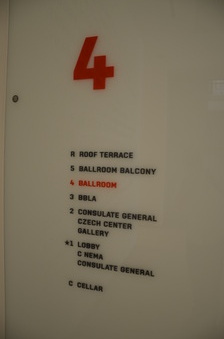 4
R ROOF TERRACE
5 BALLROOM BALCONY
4 BALLROOM
3 BBLA
2 CONSULATE GENERAL
CZECH CENTER
GALLERY
*1 LOBBY
C NEMA
CONSULATE GENERAL
C CELLAR